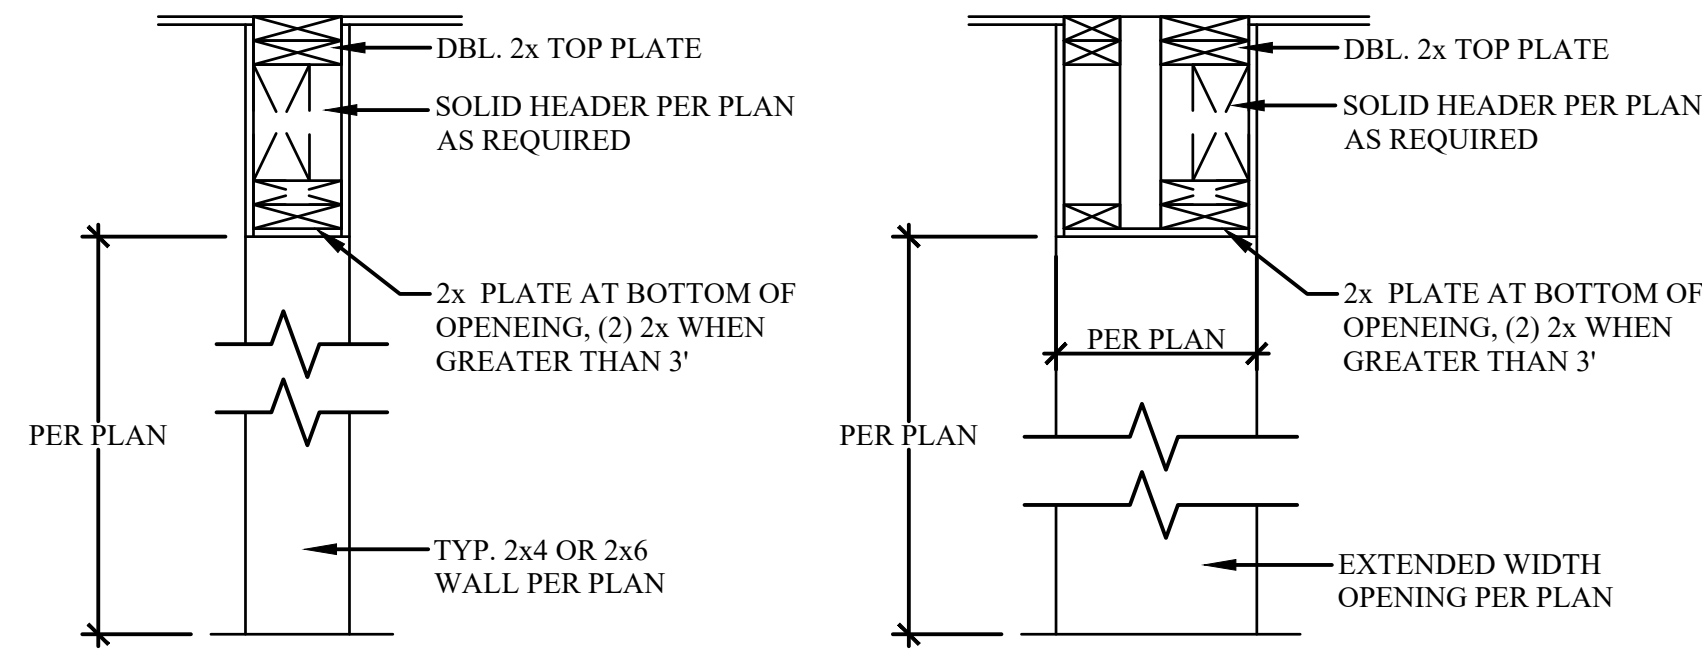 DBL. 2x TOP PLATE
SOLID HEADER PER PLAN
AS REQUIRED
2x PLATE AT BOTTOM OF
OPENEING, (2) 2x WHEN
GREATER THAN 3'
PER PLAN
TYP. 2x4 OR 2x6
WALL PER PLAN
DBL. 2x TOP PLATE
SOLID HEADER PER PLAN
AS REQUIRED
2x PLATE AT BOTTOM OF
OPENEING, (2) 2x WHEN
GREATER THAN 3'
PER PLAN
PER PLAN
EXTENDED WIDTH
OPENING PER PLAN